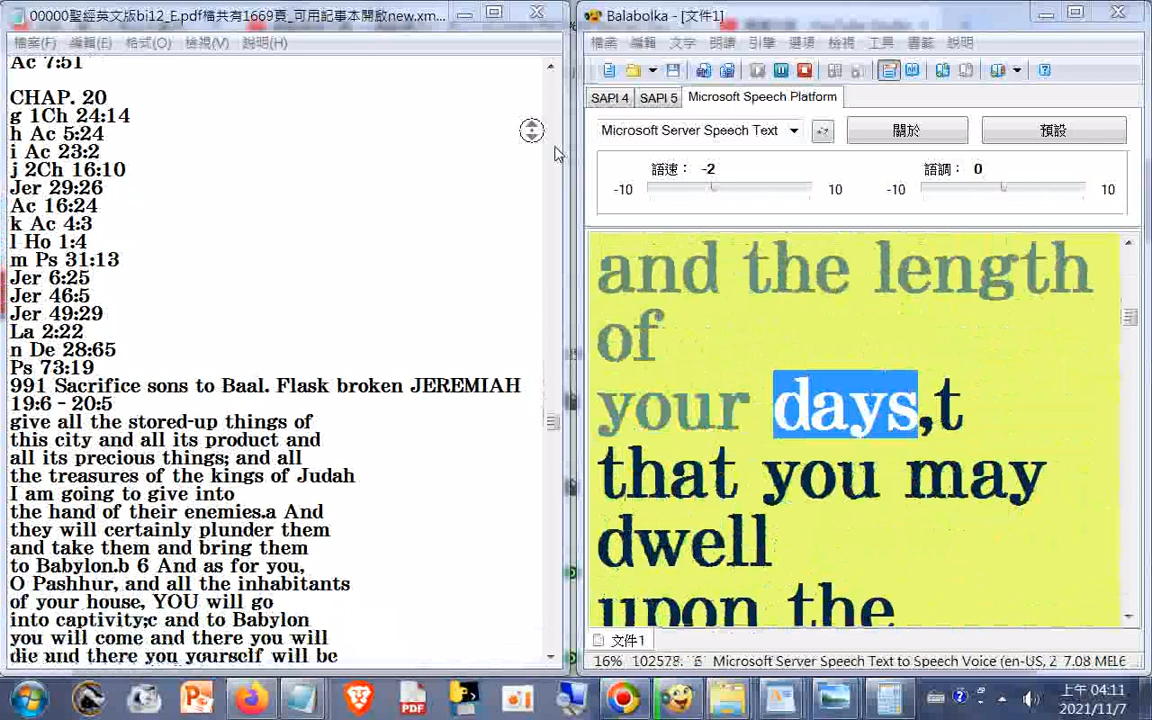 00000聖經英文版bi12_E.pdf檔共有1669頁_可用記事本開啟new.xm...
檔案(F) 編輯(E) 格式(O) 檢視(V) 說明(H)
Ac 7:51
CHAP. 20
g 1Ch 24:14
h Ac 5:24
i Ac 23:2
j 2Ch 16:10
Jer 29:26
Ac 16:24
k Ac 4:3
l Ho 1:4
m Ps 31:13
Jer 6:25
Jer 46:5
Jer 49:29
La 2:22
n De 28:65
Ps 73:19
991 Sacrifice sons to Baal. Flask broken JEREMIAH
19:6 - 20:5
give all the stored-up things of
this city and all its product and
all its precious things; and all
the treasures of the kings of Judah
I am going to give into
the hand of their enemies.a And
they will certainly plunder them
and take them and bring them
to Babylon.b 6 And as for you,
O Pashhur, and all the inhabitants
of your house, YOU will go
into captivity;c and to Babylon
you will come and there you will
die and there you yourself will be
Balabolka - [文件1]
檔案 編輯 文字 朗讀 引擎 選項 檢視 工具 書籤 說明
SAPI 4 SAPI 5 Microsoft Speech Platform
Microsoft Server Speech Text 關於 預設
語速： -2 語調： 0
-10 10 -10 10
and the length
of
your days,t
that you may
dwell
upon the
文件1
16% Microsoft Server Speech Text to Speech Voice (en-US, 2 7.08
上午 04:11
2021/11/7